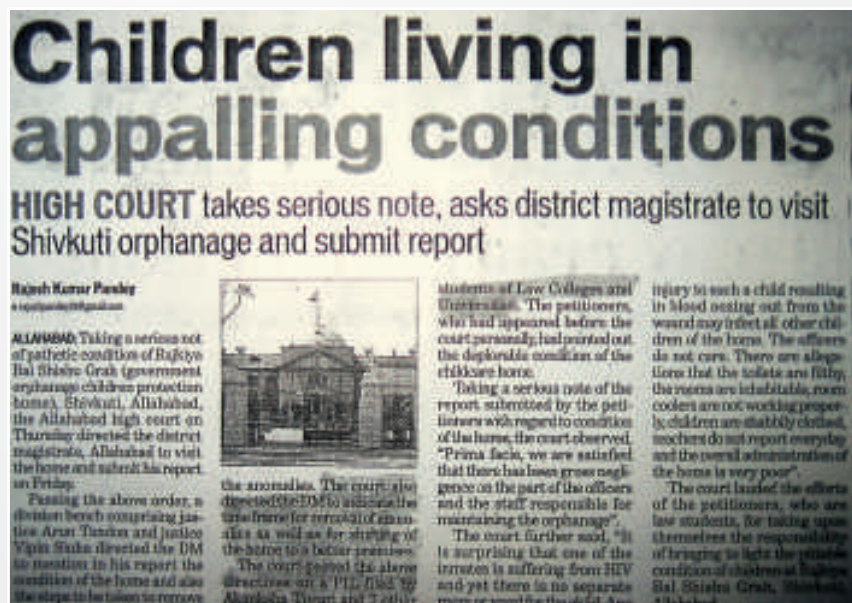 Children living in
appalling conditions
HIGH COURT takes serious note, asks district magistrate to visit
Shivkuti orphanage and submit report
Rajesh Kumar Pandey
ALLAHABAD: Taking a serious not
of pathetic condition of Rajkiya
Bal Shishu Grah (government
orphanage children protection
home), Shivkuti, Allahabad,
the Allahabad high court on
Thursday directed the district
magistrate, Allahabad to visit
the home and submit his report
on Friday.
Passing the above order, a
division bench comprising jus-
tice Arun Tandon and justice
Vipin Sinha directed the DM
to mention in his report the
condition of the home and also
the steps to be taken to remove
the anomalies. The court also
directed the DM to indicate the
time frame for removal of anom-
alies as well as for shifting of
the home to a better premises.
The court passed the above
directives on a PIL filed by
Akanksha
students of Law Colleges and
Universities. The petitioners,
who had appeared before the
court personally, had pointed out
the deplorable condition of the
childcare home.
Taking a serious note of the
report submitted by the peti-
tioners with regard to condition
of the home, the court observed,
"Prima facie, we are satisfied
that there has been gross negli-
gence on the part of the officers
and the staff responsible for
maintaining the orphanage".
The court further said, "It
is surprising that one of the
inmates is suffering from HIV
and yet there is no separate
injury to such a child resulting
in blood oozing out from the
wound may infect all other chil-
dren of the home. The officers
do not care. There are allega-
tions that the toilets are filthy,
the rooms are inhabitable, room
coolers are not working proper-
ly, children are shabbily clothed,
teachers do not report everyday
and the overall administration of
the home is very poor".
The court lauded the efforts
of the petitioners, who are
law students, for taking upon
themselves the responsibility
of bringing to light the
condition of children at Rajkiya
Bal Shishu Grah, Shivkuti,